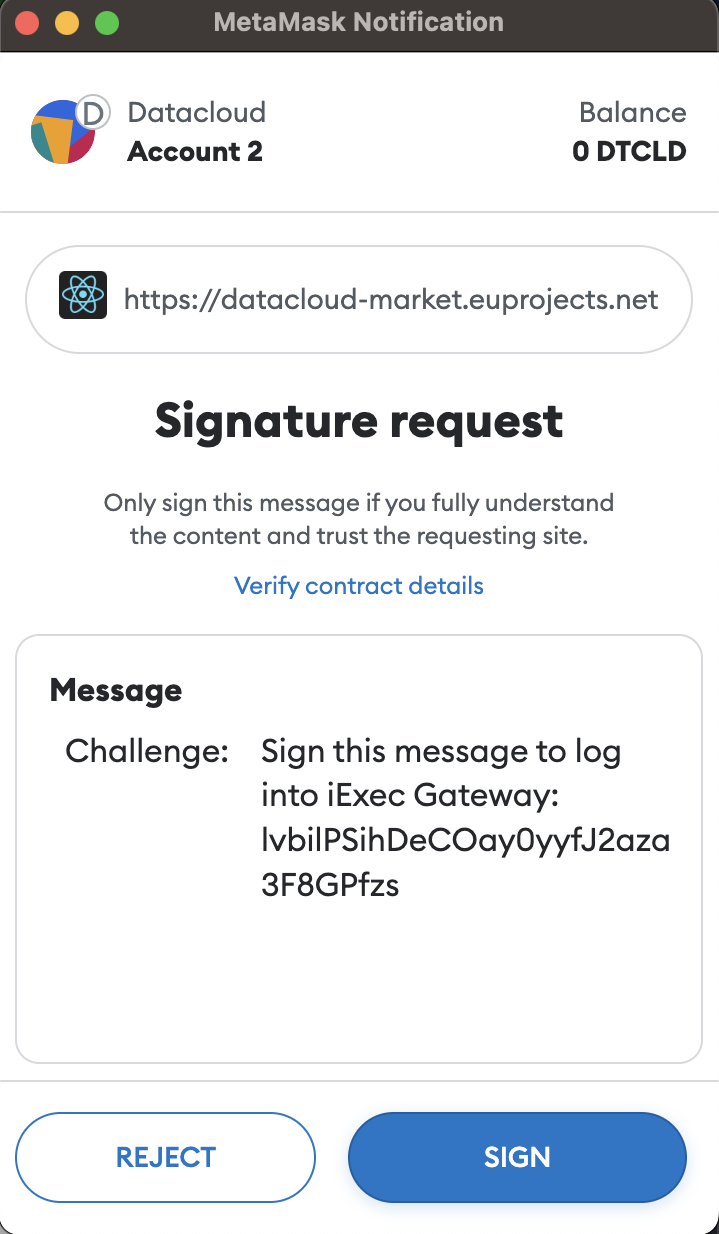 MetaMask Notification
D
Datacloud
Balance
Account 2
0 DTCLD
https://datacloud-market.euprojects.net
Signature request
Only sign this message if you fully understand
the content and trust the requesting site.
Verify contract details
Message
Challenge:
Sign this message to log
into iExec Gateway:
lvbilPSihDeCOay0yyfJ2aza
3F8GPfzs
REJECT
SIGN